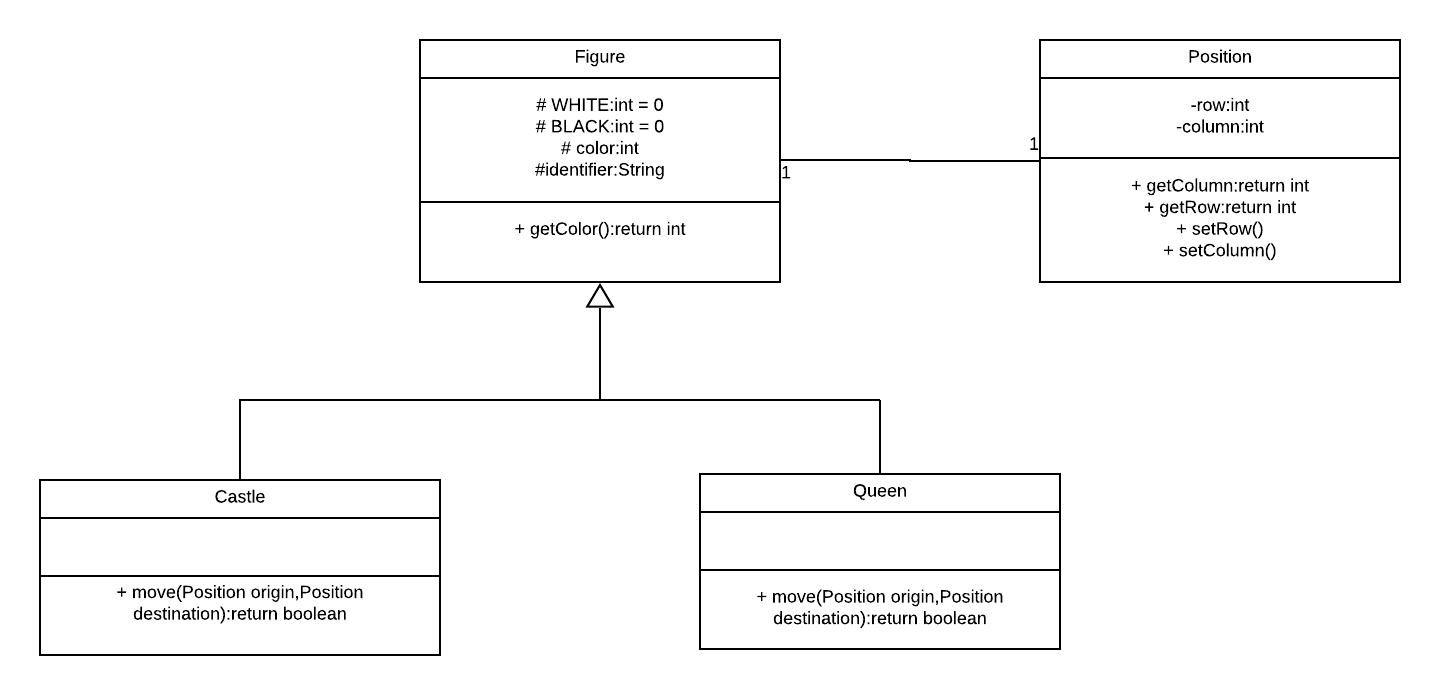 Figure
# WHITE:int = 0
# BLACK:int = 0
# color:int
#identifier:String
+ getColor():return int
1
1
Position
-row:int
-column:int
+ getColumn:return int
+ getRow:return int
+ setRow()
+ setColumn()
Castle
+ move(Position origin,Position
destination):return boolean
Queen
+ move(Position origin,Position
destination):return boolean